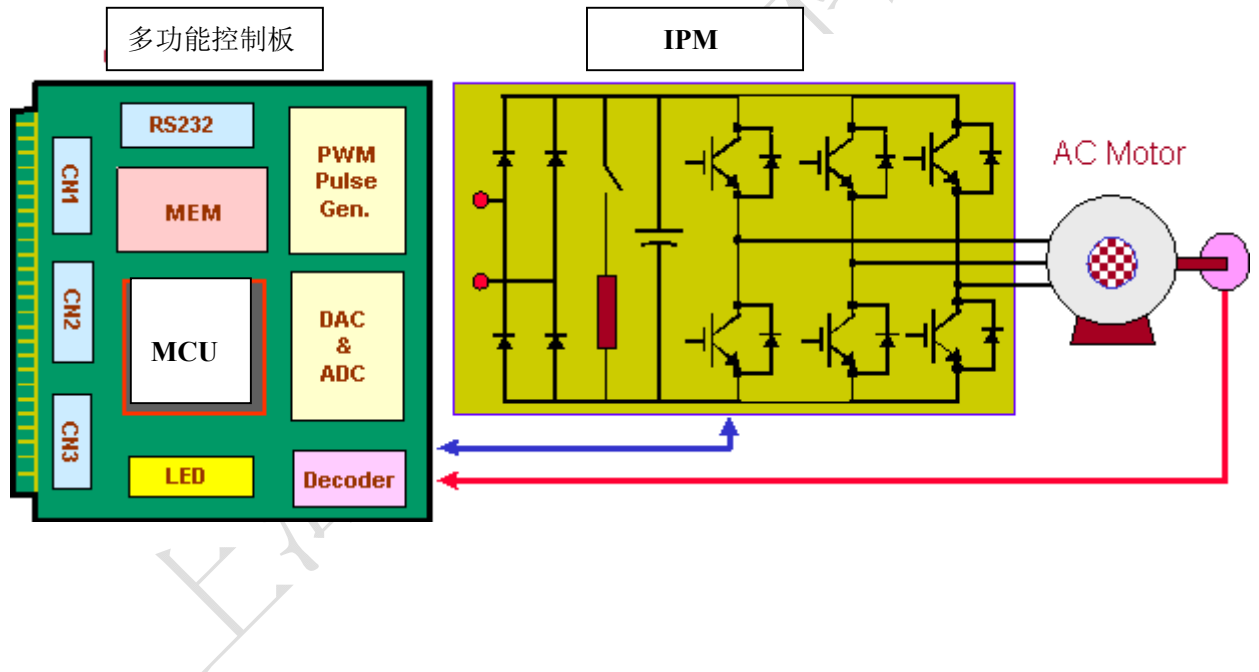 多功能控制板
IPM
RS232
CN1
MEM
PWM
Pulse
Gen.
AC Motor
CN2
MCU
DAC
&
ADC
CN3
LED
Decoder